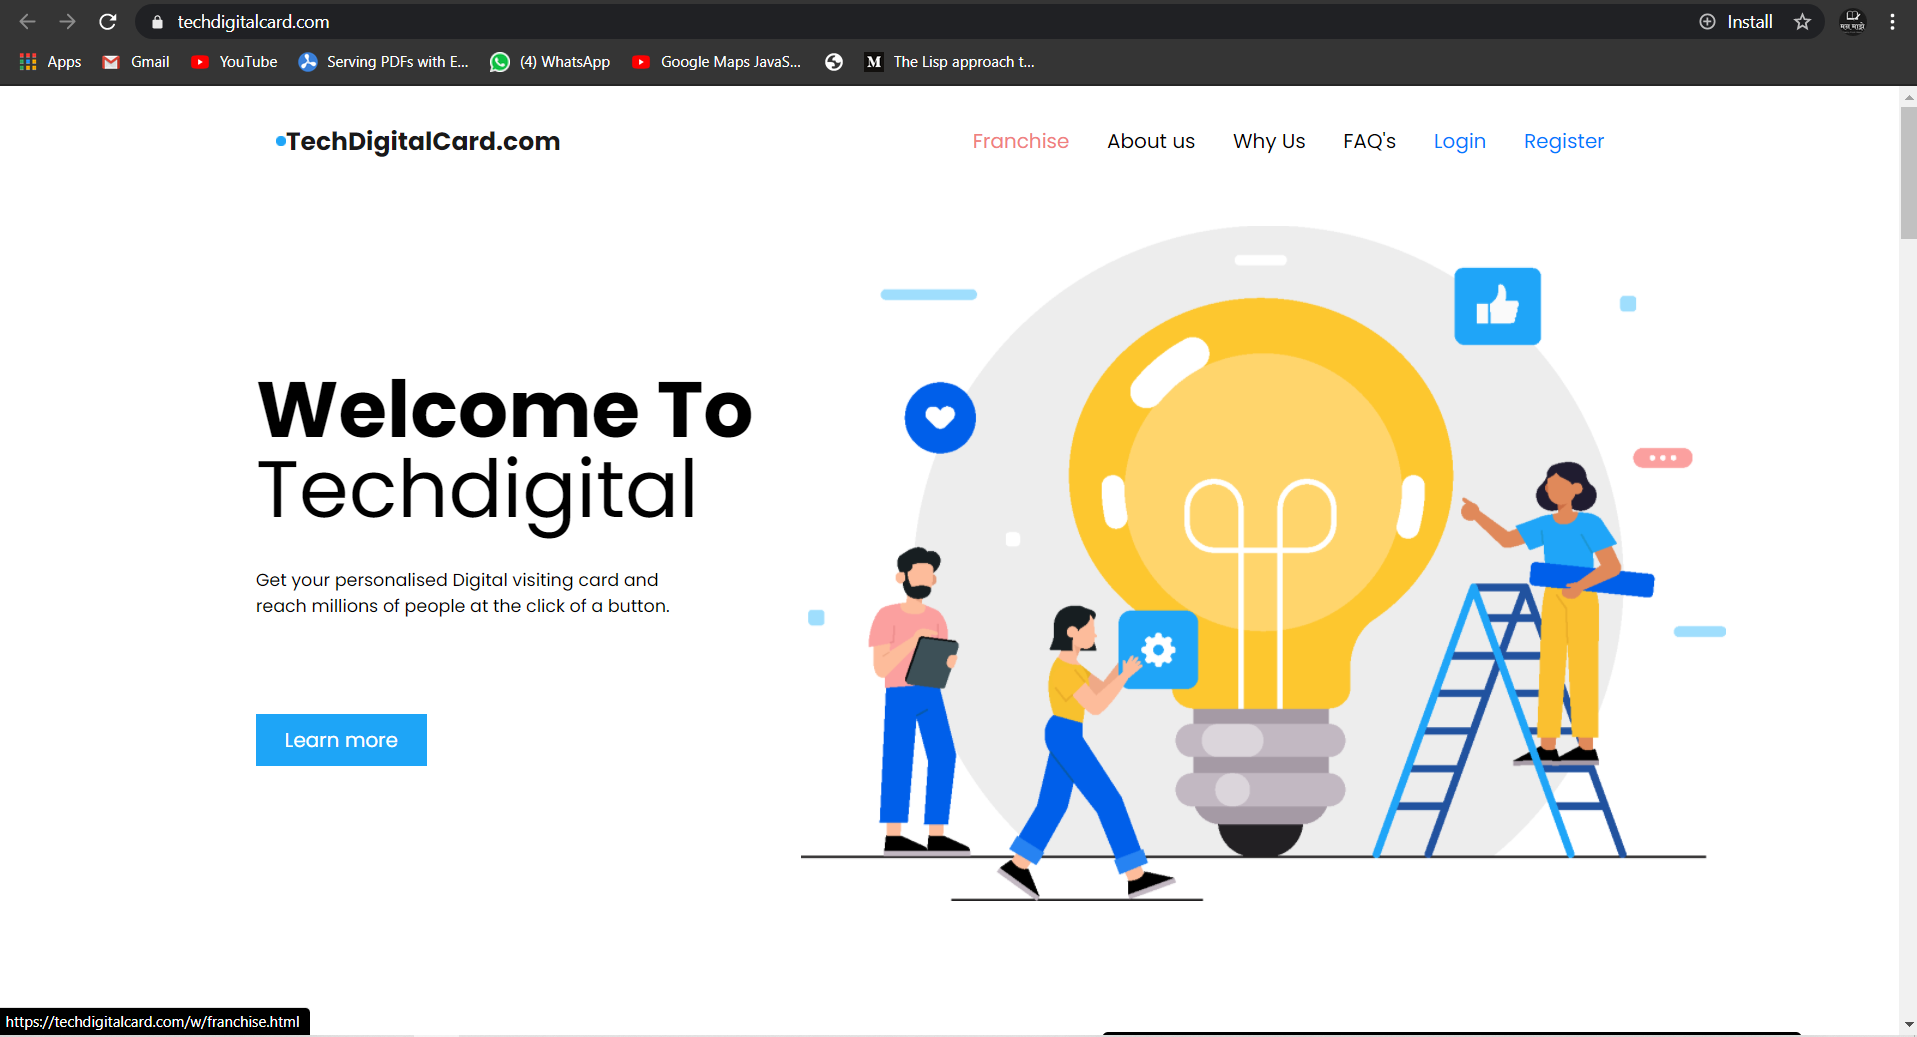 techdigitalcard.com
Install
Apps
Gmail
YouTube
Serving PDFs with E...
(4) WhatsApp
Google Maps JavaS...
M
The Lisp approach t...
TechDigitalCard.com
Franchise
About us
Why Us
FAQ's
Login
Register
Welcome To
Techdigital
Get your personalised Digital visiting card and
reach millions of people at the click of a button.
Learn more
https://techdigitalcard.com/w/franchise.html